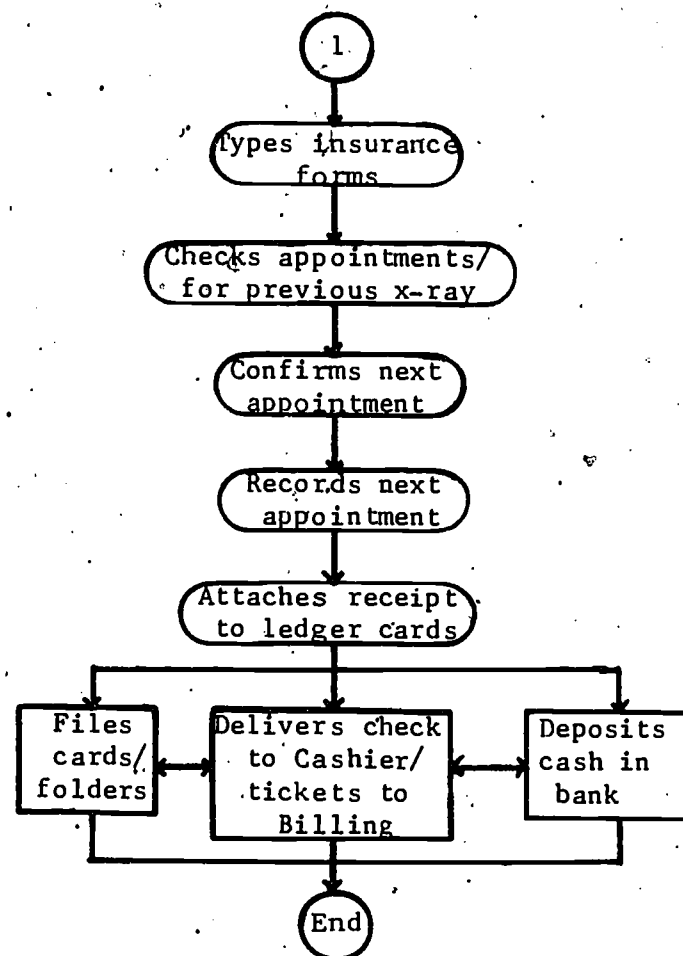 1
Types insurance
forms
Checks appointments/
for previous x-ray
Confirms next
appointment
Records next
appointment
Attaches receipt
to ledger cards
Files
cards/
folders
Delivers check
to Cashier/
tickets to
Billing
Deposits
cash in
bank
End